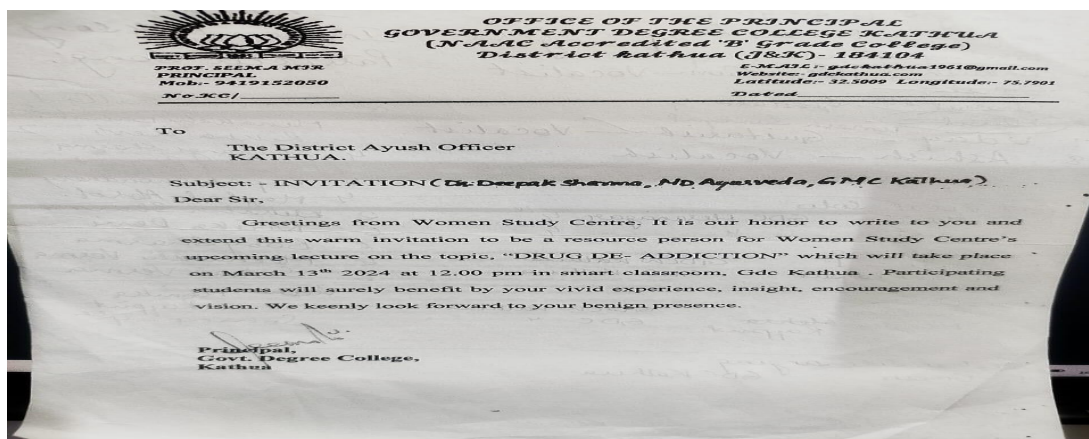 OFFICE OF THE PRINCIPAL
GOVERNMENT DEGREE COLLEGE KATHUA
(NAAC Accredited 'B' Grade College)
District kathua (J&K)- 184104
PROF. SEEMA MIR
PRINCIPAL
Mob:- 9419152050
No.KC/
E-MAIL :- gdckathua1961@gmail.com
Website:- gdckathua.com
Latitude:- 32.5009 Longitude:- 75.7901
Dated
To
The District Ayush Officer
KATHUA.
Subject: - INVITATION (Dr. Deepak Sharma, MD Ayurveda, GMC Kathua)
Dear Sir,
Greetings from Women Study Centre. It is our honor to write to you and
extend this warm invitation to be a resource person for Women Study Centre's
upcoming lecture on the topic, “DRUG DE- ADDICTION” which will take place
on March 13th 2024 at 12.00 pm in smart classroom, Gdc Kathua . Participating
students will surely benefit by your vivid experience, insight, encouragement and
vision. We keenly look forward to your benign presence.
Principal,
Govt. Degree College,
Kathua